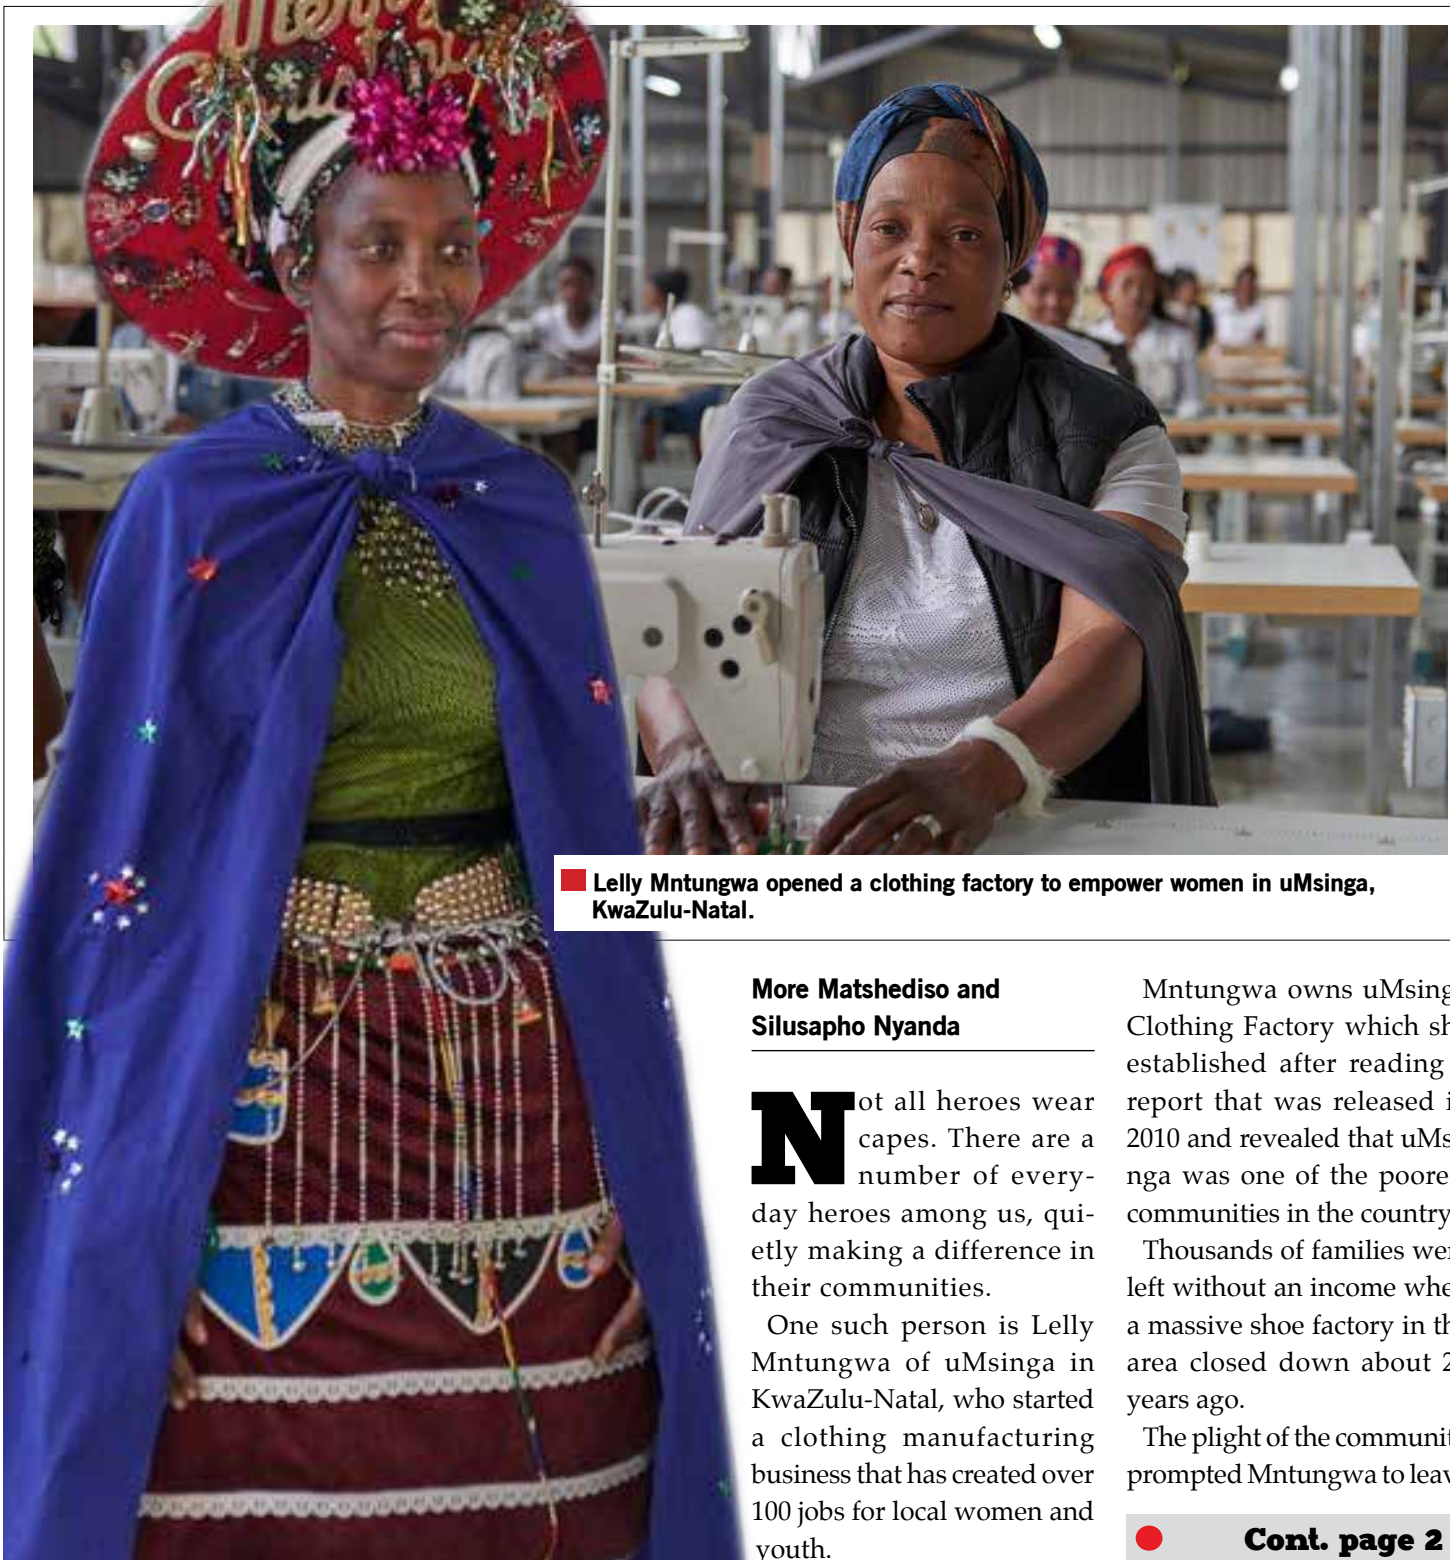 Lelly Mntungwa opened a clothing factory to empower women in uMsinga,
KwaZulu-Natal.
More Matshediso and
Silusapho Nyanda
Not all heroes wear
capes. There are a
number of every-
day heroes among us, qui-
etly making a difference in
their communities.
One such person is Lelly
Mntungwa of uMsinga in
KwaZulu-Natal, who started
a clothing manufacturing
business that has created over
100 jobs for local women and
youth.
Mntungwa owns uMsing
Clothing Factory which sh
established after reading
report that was released i
2010 and revealed that uMs
nga was one of the poore
communities in the country
Thousands of families wer
left without an income whe
a massive shoe factory in th
area closed down about 2
years ago.
The plight of the communit
prompted Mntungwa to leav
Cont. page 2